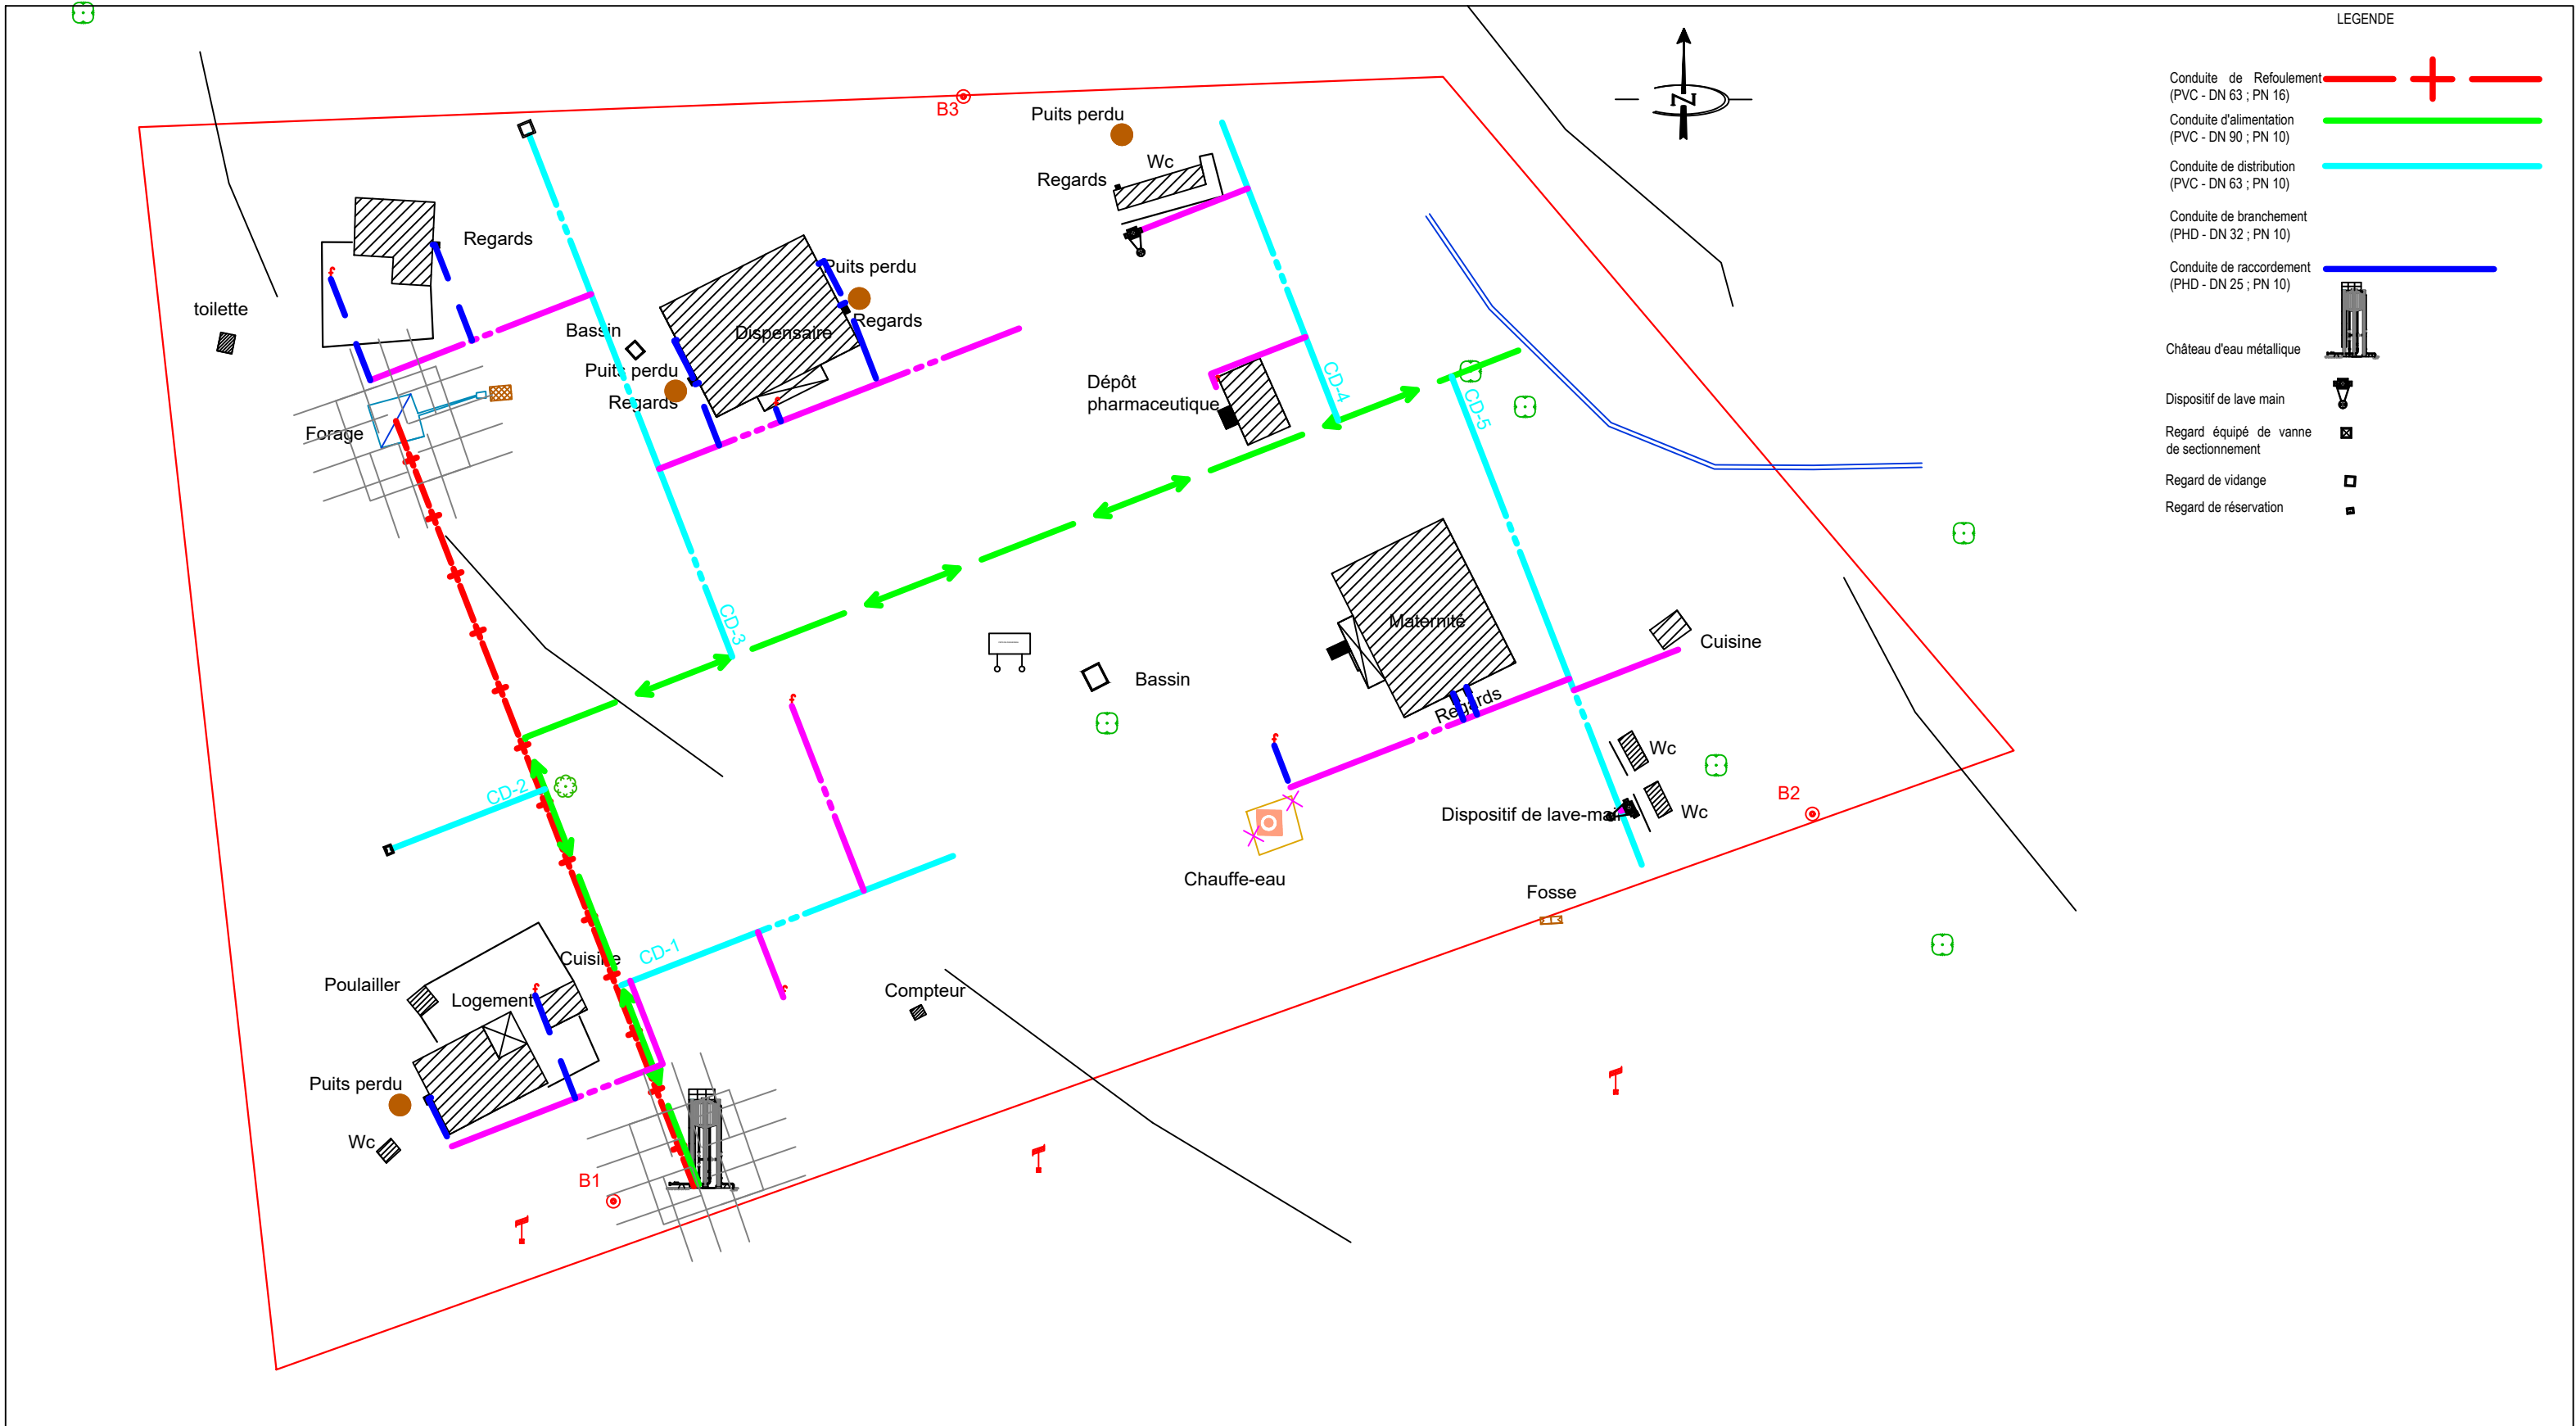 LEGENDE
Conduite de Refoulement
(PVC - DN 63 ; PN 16)
Conduite d'alimentation
(PVC - DN 90 ; PN 10)
Conduite de distribution
(PVC - DN 63 ; PN 10)
Conduite de branchement
(PHD - DN 32 ; PN 10)
Conduite de raccordement
(PHD - DN 25 ; PN 10)
Château d'eau métallique
Dispositif de lave main
Regard équipé de vanne
de sectionnement
Regard de vidange
Regard de réservation
N
B3
Puits perdu
Wc
Regards
Regards
toilette
Puits perdu
Regards
Dispensaire
Bassin
Puits perdu
Regards
Forage
Dépôt
pharmaceutique
CD-4
CD-5
CD-3
Maternité
Cuisine
Bassin
Regards
CD-2
Wc
Wc
B2
Dispositif de lave-main
Chauffe-eau
Fosse
Cuisine
CD-1
Poulailler
Logement
Compteur
Puits perdu
Wc
B1